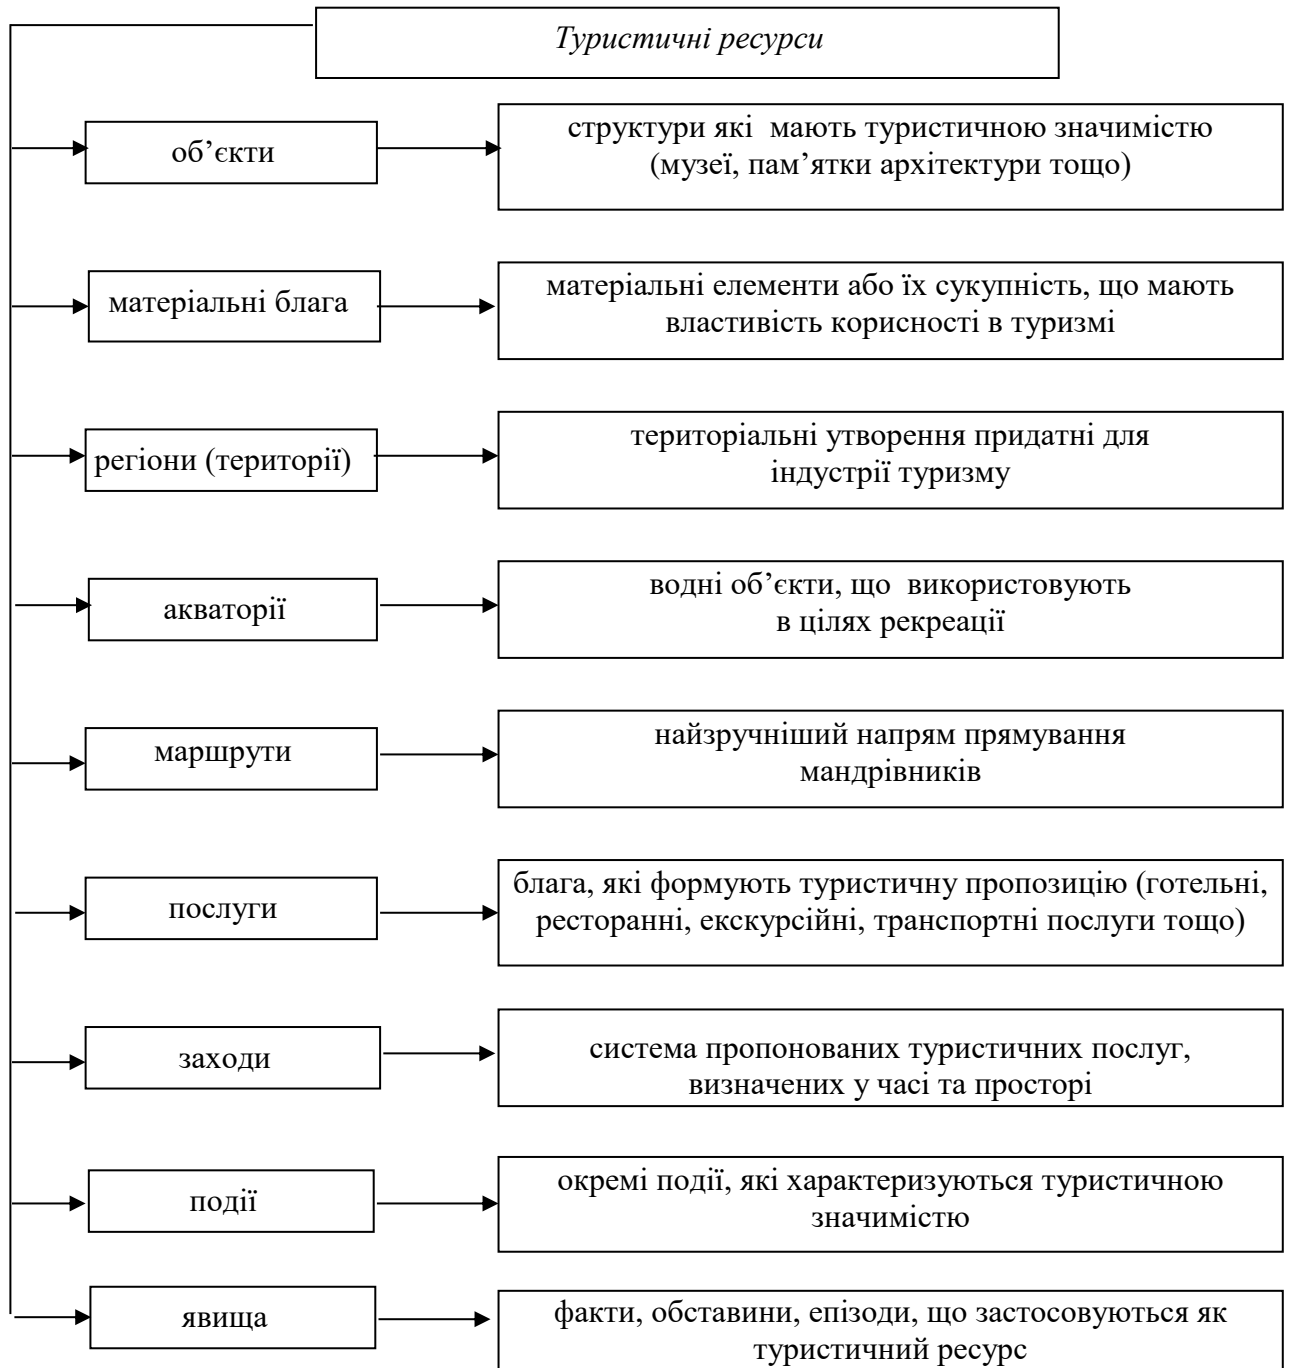 Туристичні ресурси
об’єкти
структури які мають туристичною значимістю
(музеї, пам’ятки архітектури тощо)
матеріальні блага
матеріальні елементи або їх сукупність, що мають
властивість корисності в туризмі
регіони (території)
територіальні утворення придатні для
індустрії туризму
акваторії
водні об’єкти, що використовують
в цілях рекреації
маршрути
найзручніший напрям прямування
мандрівників
послуги
блага, які формують туристичну пропозицію (готельні,
ресторанні, екскурсійні, транспортні послуги тощо)
заходи
система пропонованих туристичних послуг,
визначених у часі та просторі
події
окремі події, які характеризуються туристичною
значимістю
явища
факти, обставини, епізоди, що застосовуються як
туристичний ресурс